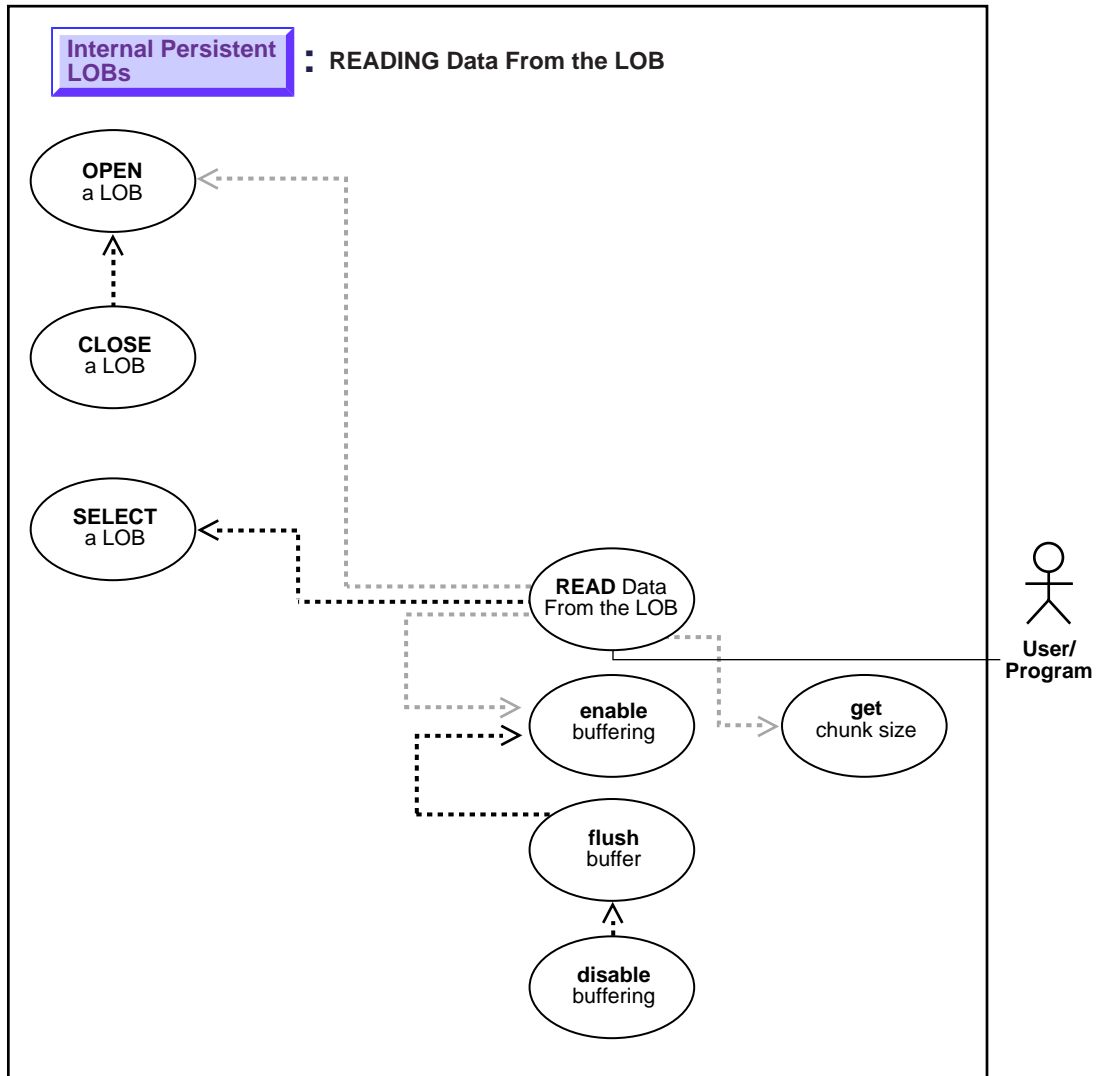 Internal Persistent
LOBs
: READING Data From the LOB
OPEN
a LOB
CLOSE
a LOB
SELECT
a LOB
READ Data
From the LOB
User/
Program
enable
buffering
get
chunk size
flush
buffer
disable
buffering